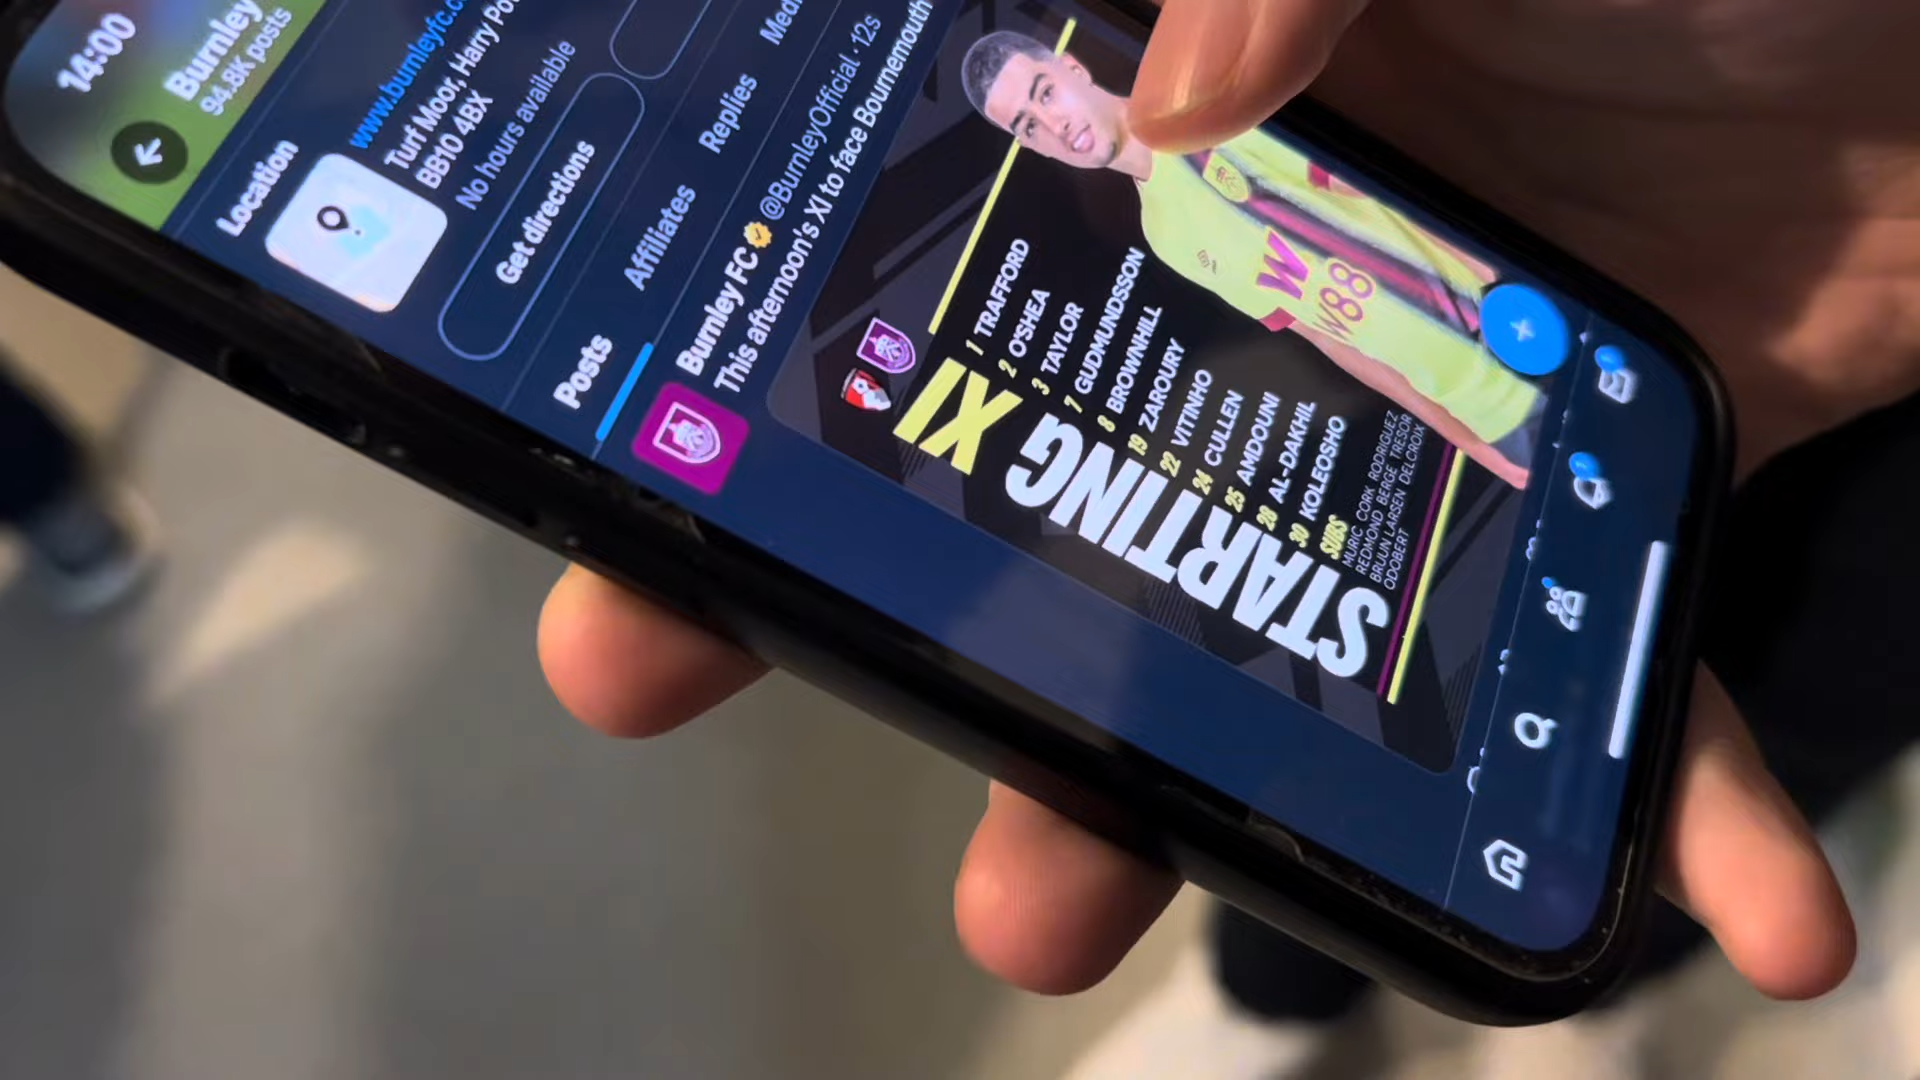 14:00
Burnley
94.8K posts
www.burnleyfc.c
Location
Turf Moor, Harry Po
BB10 4BX
No hours available
Get directions
Posts
Affiliates
Replies
Medi
Burnley FC @BurnleyOfficial · 12s
This afternoon's XI to face Bournemouth
STARTING
XI
1 TRAFFORD
2 O'SHEA
3 TAYLOR
7 GUDMUNDSSON
8 BROWNHILL
19 ZAROURY
22 VITINHO
24 CULLEN
25 AMDOUNI
28 AL-DAKHIL
30 KOLEOSHO
SUBS
MURIC CORK RODRIGUEZ
REDMOND BERGE TRESOR
BRUUN LARSEN DELCROIX
ODOBERT
W
W88